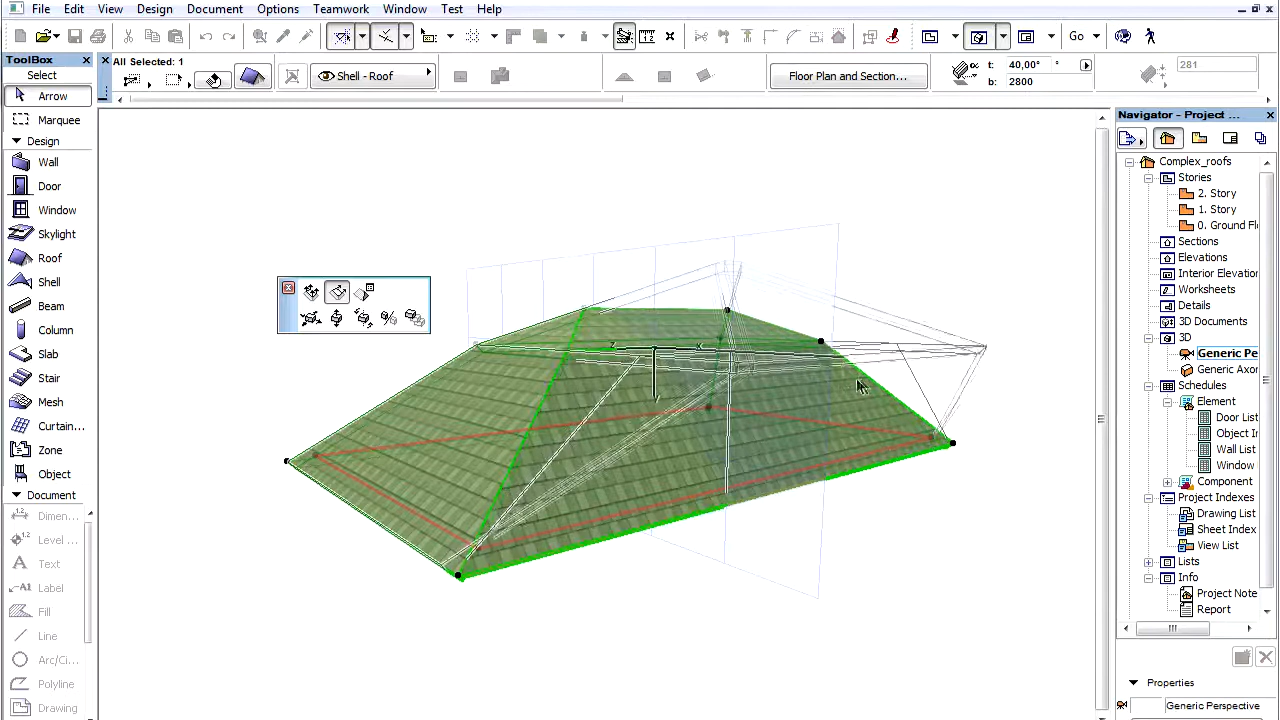 File Edit View Design Document Options Teamwork Window Test Help
Go
ToolBox
Select
Arrow
Marquee
Design
Wall
Door
Window
Skylight
Roof
Shell
Beam
Column
Slab
Stair
Mesh
Curtain...
Zone
Object
Document
Dimen...
Level ...
Text
Label
Fill
Line
Arc/Ci...
Polyline
Drawing
All Selected: 1
Shell - Roof
Floor Plan and Section...
t: 40,00° °
b: 2800
281
Navigator - Project ...
Complex_roofs
Stories
2. Story
1. Story
0. Ground Fl
Sections
Elevations
Interior Elevation
Worksheets
Details
3D Documents
3D
Generic Pe
Generic Axor
Schedules
Element
Door List
Object In
Wall List
Window
Component
Project Indexes
Drawing List
Sheet Index
View List
Lists
Info
Project Note
Report
Properties
Generic Perspective